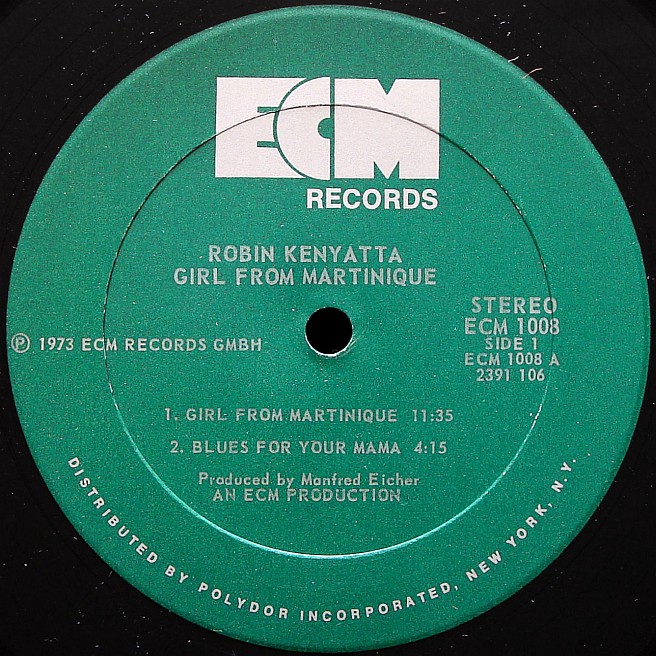 ECM
RECORDS
ROBIN KENYATTA
GIRL FROM MARTINIQUE
STEREO
ECM 1008
SIDE 1
ECM 1008 A
2391 106
℗ 1973 ECM RECORDS GMBH
1. GIRL FROM MARTINIQUE 11:35
2. BLUES FOR YOUR MAMA 4:15
Produced by Manfred Eicher
AN ECM PRODUCTION
DISTRIBUTED BY POLYDOR INCORPORATED, NEW YORK, N.Y.